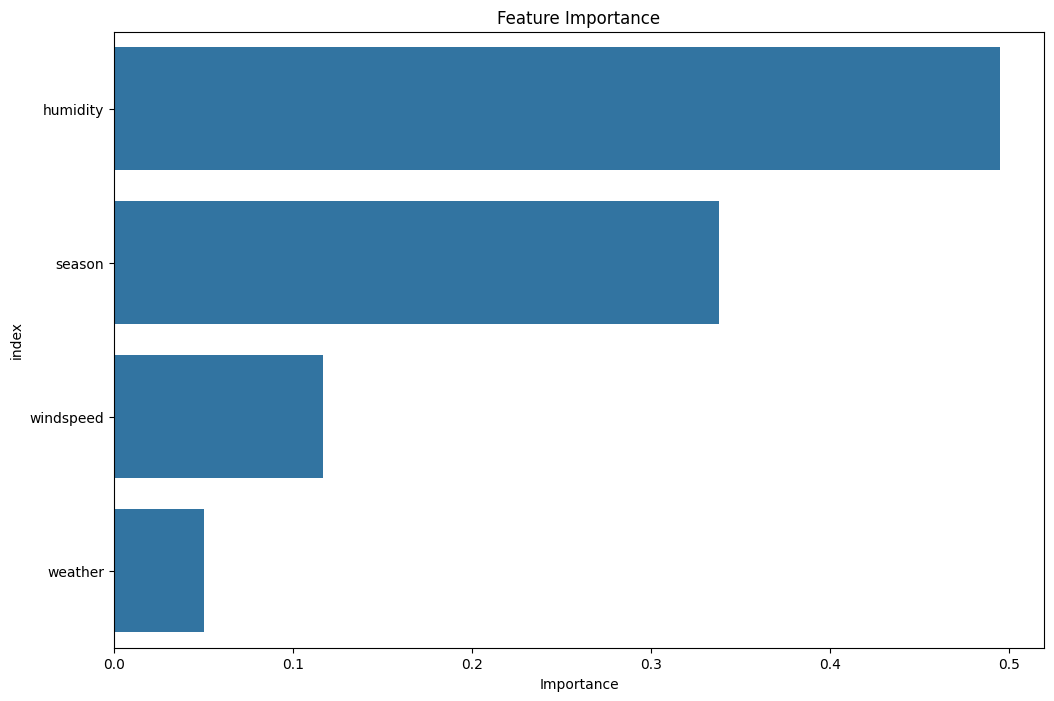 Feature Importance
humidity
season
windspeed
weather
index
0.0 0.1 0.2 0.3 0.4 0.5
Importance